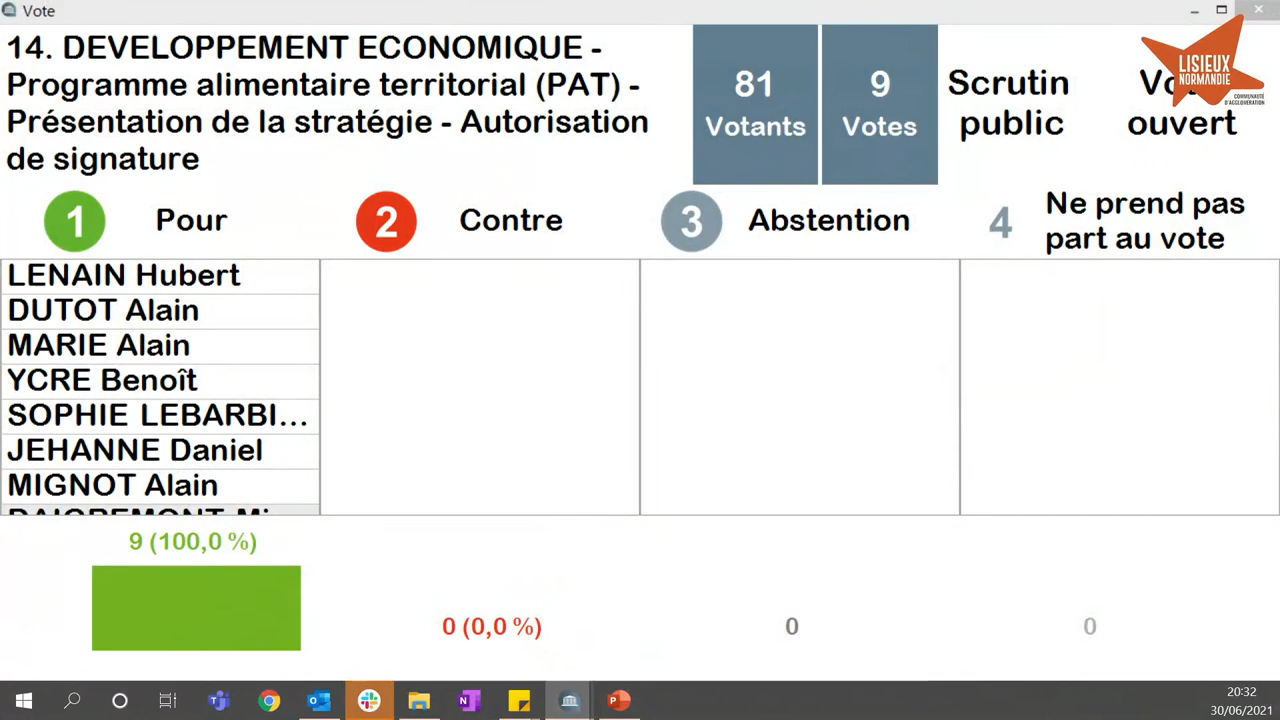 Vote
14. DEVELOPPEMENT ECONOMIQUE -
Programme alimentaire territorial (PAT) -
Présentation de la stratégie - Autorisation
de signature
81
Votants
9
Votes
Scrutin
public
ouvert
LISIEUX
NORMANDIE
COMMUNAUTÉ
D'AGGLOMÉRATION
1 Pour
2 Contre
3 Abstention
4 Ne prend pas
part au vote
LENAIN Hubert
DUTOT Alain
MARIE Alain
YCRE Benoît
SOPHIE LEBARBI...
JEHANNE Daniel
MIGNOT Alain
9 (100,0 %)
0 (0,0 %)
0
0
20:32
30/06/2021